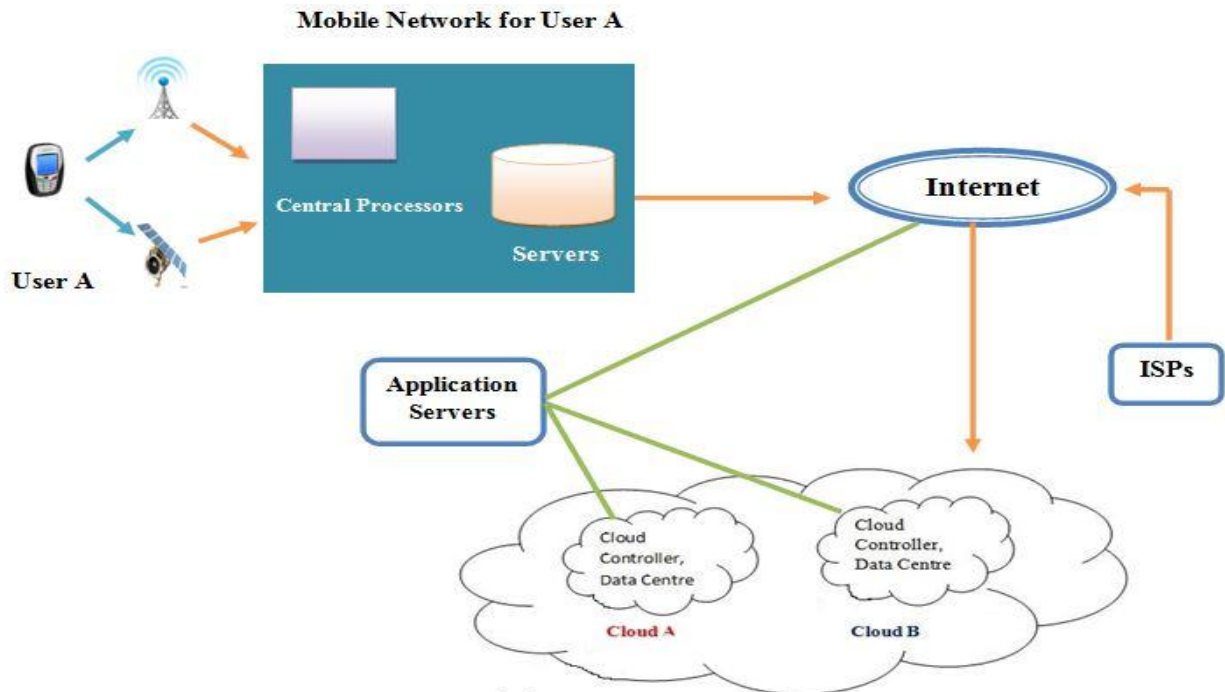 Mobile Network for User A
User A
Central Processors
Servers
Internet
ISPs
Application
Servers
Cloud
Controller,
Data Centre
Cloud A
Cloud
Controller,
Data Centre
Cloud B